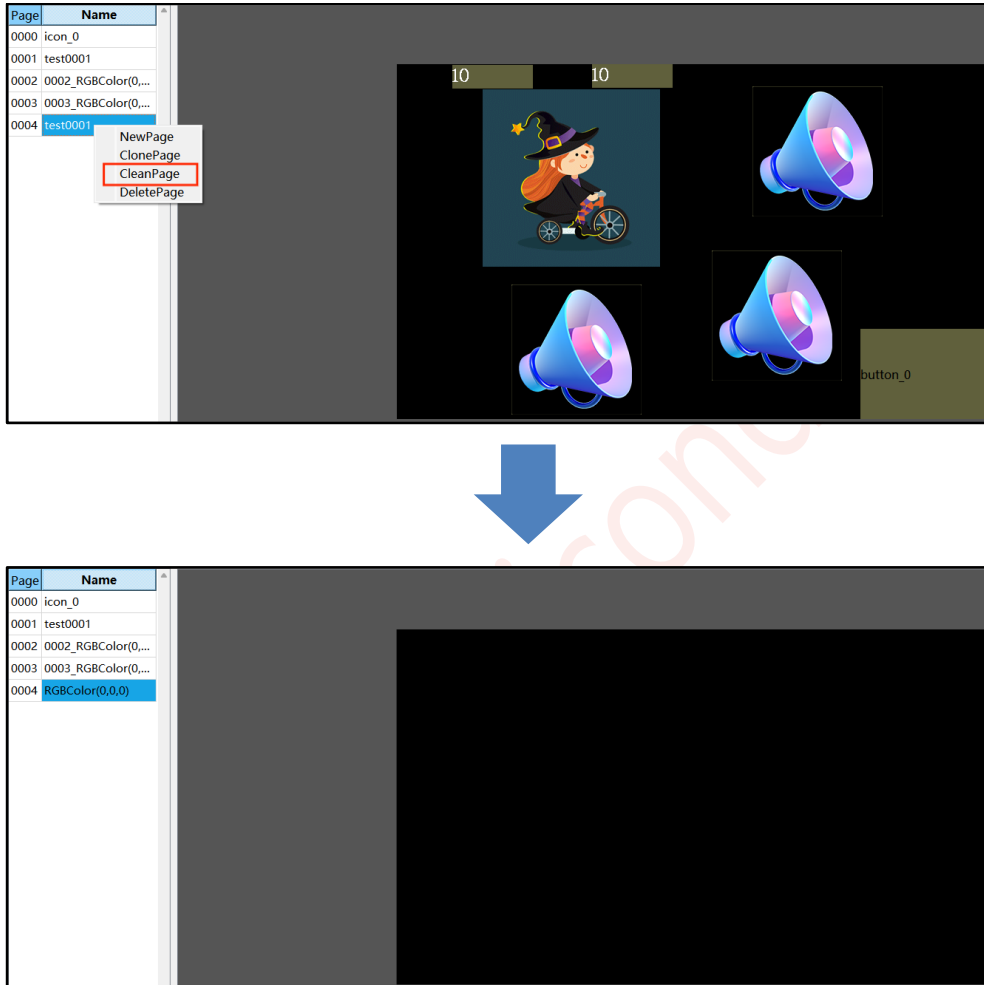 Page Name
0000 icon_0
0001 test0001
0002 0002_RGBColor(0,...
0003 0003_RGBColor(0,...
0004 test0001
NewPage
ClonePage
CleanPage
DeletePage
10 10
button_0
Page Name
0000 icon_0
0001 test0001
0002 0002_RGBColor(0,...
0003 0003_RGBColor(0,...
0004 RGBColor(0,0,0)